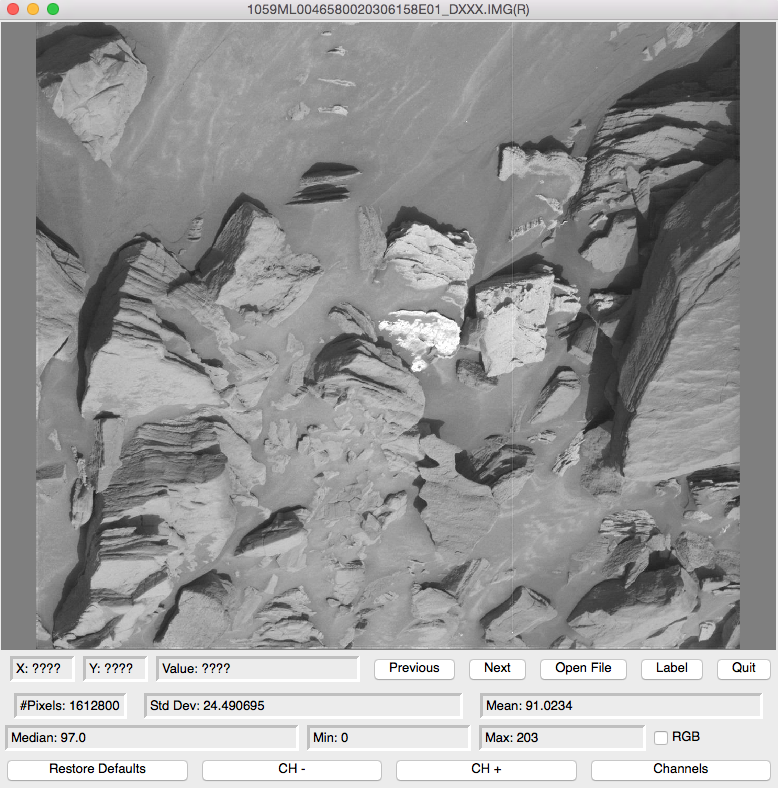 1059ML0046580020306158E01_DXXX.IMG(R)
X: ???? Y: ???? Value: ???? Previous Next Open File Label Quit
#Pixels: 1612800 Std Dev: 24.490695 Mean: 91.0234
Median: 97.0 Min: 0 Max: 203 RGB
Restore Defaults CH - CH + Channels